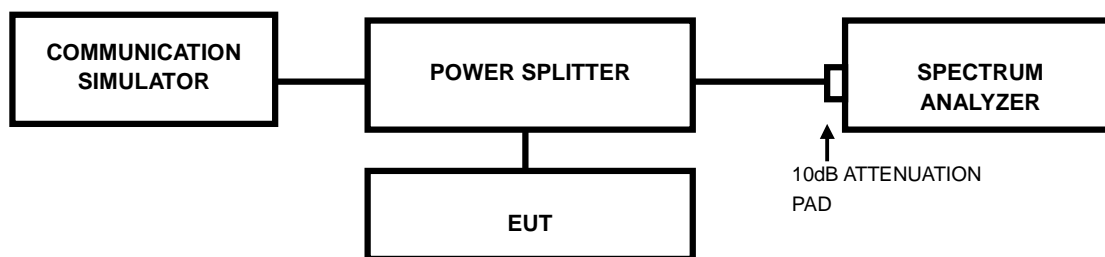 COMMUNICATION
SIMULATOR
POWER SPLITTER
SPECTRUM
ANALYZER
10dB ATTENUATION
PAD
EUT